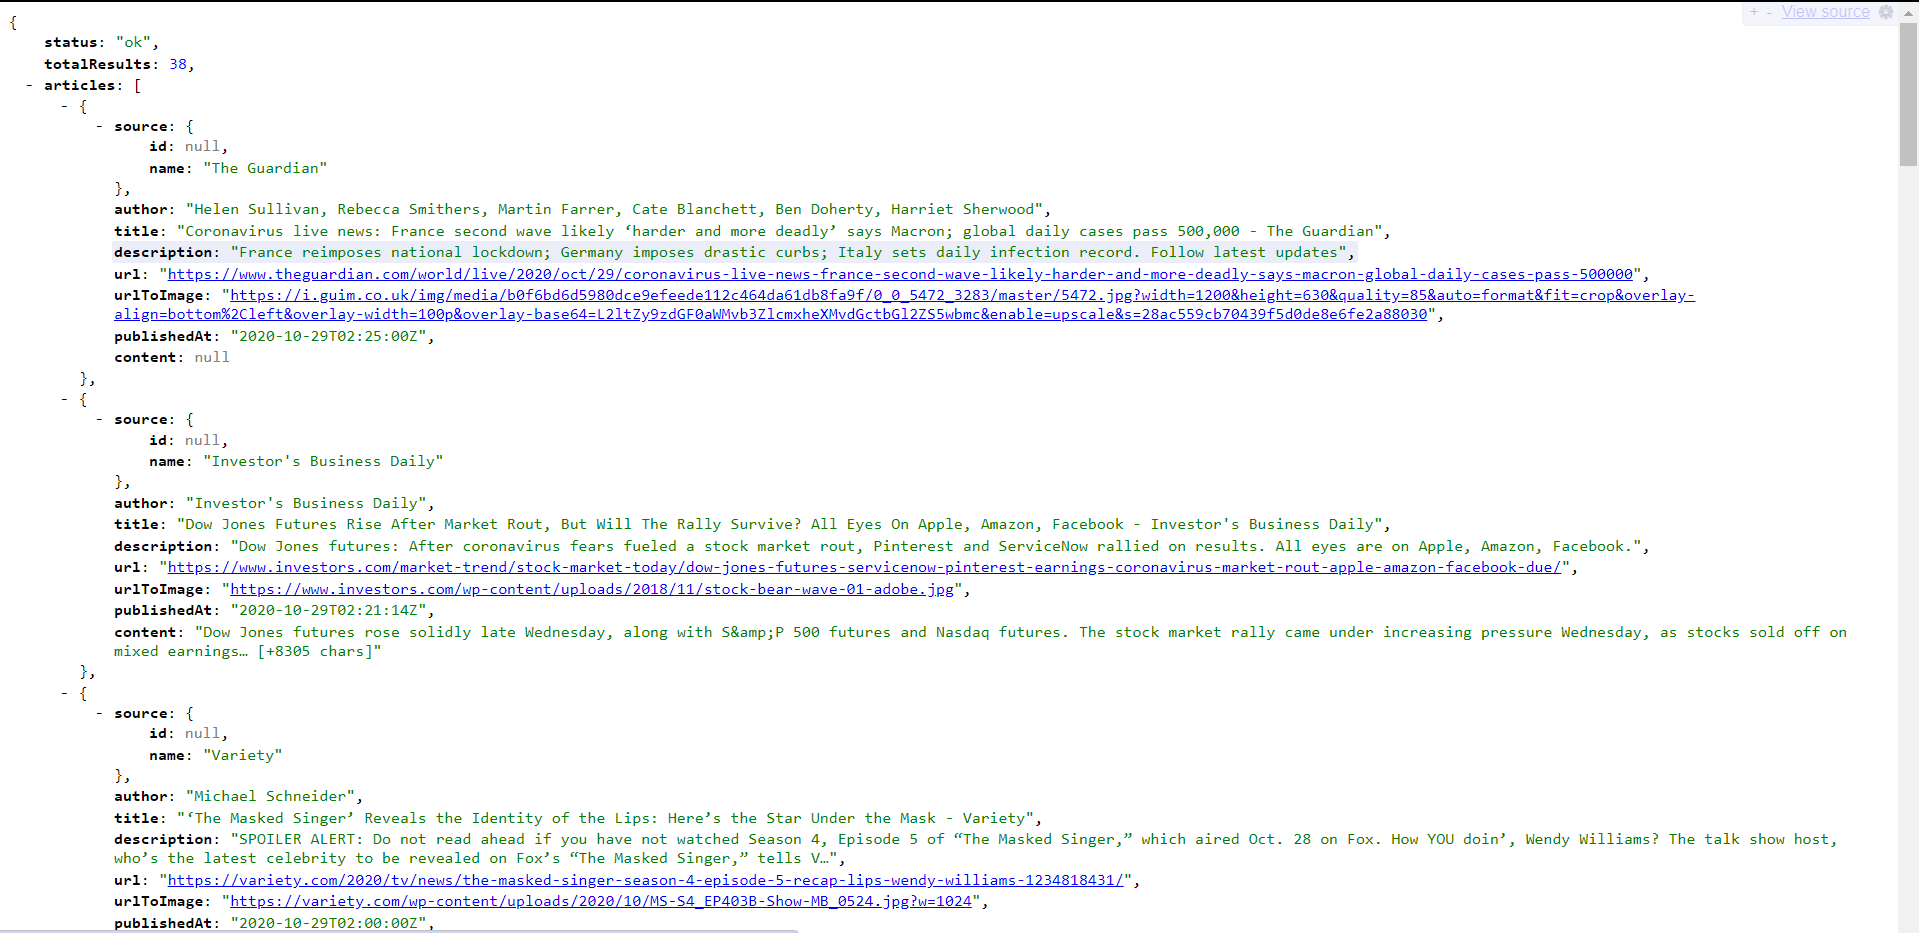 + - View source
{
status: "ok",
totalResults: 38,
- articles: [
- {
- source: {
id: null,
name: "The Guardian"
},
author: "Helen Sullivan, Rebecca Smithers, Martin Farrer, Cate Blanchett, Ben Doherty, Harriet Sherwood",
title: "Coronavirus live news: France second wave likely ‘harder and more deadly’ says Macron; global daily cases pass 500,000 - The Guardian",
description: "France reimposes national lockdown; Germany imposes drastic curbs; Italy sets daily infection record. Follow latest updates",
url: "https://www.theguardian.com/world/live/2020/oct/29/coronavirus-live-news-france-second-wave-likely-harder-and-more-deadly-says-macron-global-daily-cases-pass-500000",
urlToImage: "https://i.guim.co.uk/img/media/b0f6bd6d5980dce9efeede112c464da61db8fa9f/0_0_5472_3283/master/5472.jpg?width=1200&height=630&quality=85&auto=format&fit=crop&overlay-
align=bottom%2Cleft&overlay-width=100p&overlay-base64=L2ltZy9zdGF0aWMvb3ZlcmxheXMvdGctbGl2ZS5wbmc&enable=upscale&s=28ac559cb70439f5d0de8e6fe2a88030",
publishedAt: "2020-10-29T02:25:00Z",
content: null
},
- {
- source: {
id: null,
name: "Investor's Business Daily"
},
author: "Investor's Business Daily",
title: "Dow Jones Futures Rise After Market Rout, But Will The Rally Survive? All Eyes On Apple, Amazon, Facebook - Investor's Business Daily",
description: "Dow Jones futures: After coronavirus fears fueled a stock market rout, Pinterest and ServiceNow rallied on results. All eyes are on Apple, Amazon, Facebook.",
url: "https://www.investors.com/market-trend/stock-market-today/dow-jones-futures-servicenow-pinterest-earnings-coronavirus-market-rout-apple-amazon-facebook-due/",
urlToImage: "https://www.investors.com/wp-content/uploads/2018/11/stock-bear-wave-01-adobe.jpg",
publishedAt: "2020-10-29T02:21:14Z",
content: "Dow Jones futures rose solidly late Wednesday, along with S&amp;P 500 futures and Nasdaq futures. The stock market rally came under increasing pressure Wednesday, as stocks sold off on
mixed earnings… [+8305 chars]"
},
- {
- source: {
id: null,
name: "Variety"
},
author: "Michael Schneider",
title: "‘The Masked Singer’ Reveals the Identity of the Lips: Here’s the Star Under the Mask - Variety",
description: "SPOILER ALERT: Do not read ahead if you have not watched Season 4, Episode 5 of “The Masked Singer,” which aired Oct. 28 on Fox. How YOU doin’, Wendy Williams? The talk show host,
who’s the latest celebrity to be revealed on Fox’s “The Masked Singer,” tells V…",
url: "https://variety.com/2020/tv/news/the-masked-singer-season-4-episode-5-recap-lips-wendy-williams-1234818431/",
urlToImage: "https://variety.com/wp-content/uploads/2020/10/MS-S4_EP403B-Show-MB_0524.jpg?w=1024",
publishedAt: "2020-10-29T02:00:00Z",